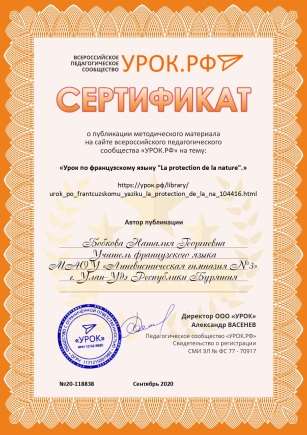 ВСЕРОССИЙСКОЕ
ПЕДАГОГИЧЕСКОЕ
СООБЩЕСТВО
УРОК.РФ
СЕРТИФИКАТ
о публикации методического материала
на сайте всероссийского педагогического
сообщества «УРОК.РФ» на тему:
«Урок по французскому языку "La protection de la nature".»
https://урок.рф/library/
urok_po_frantcuzskomu_yaziku_la_protection_de_la_na_104416.html
Автор публикации
Бобкова Наталия Георгиевна
Учитель французского языка
МАОУ «Лингвистическая гимназия №3»
г. Улан-Удэ Республики Бурятия
Директор ООО «УРОК»
Александр ВАСЕНЕВ
Педагогическое сообщество «УРОК.РФ»
Свидетельство о регистрации
СМИ ЭЛ № ФС 77 - 70917
«УРОК»
№20-118838
Сентябрь 2020